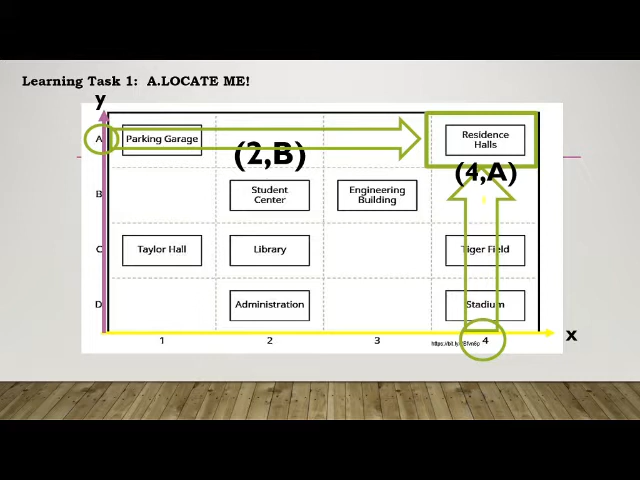 Learning Task 1: A.LOCATE ME!
y
A
Parking Garage
Residence
Halls
(2,B)
(4,A)
B
Student
Center
Engineering
Building
C
Taylor Hall
Library
Tiger Field
D
Administration
Stadium
x
1
2
3
4